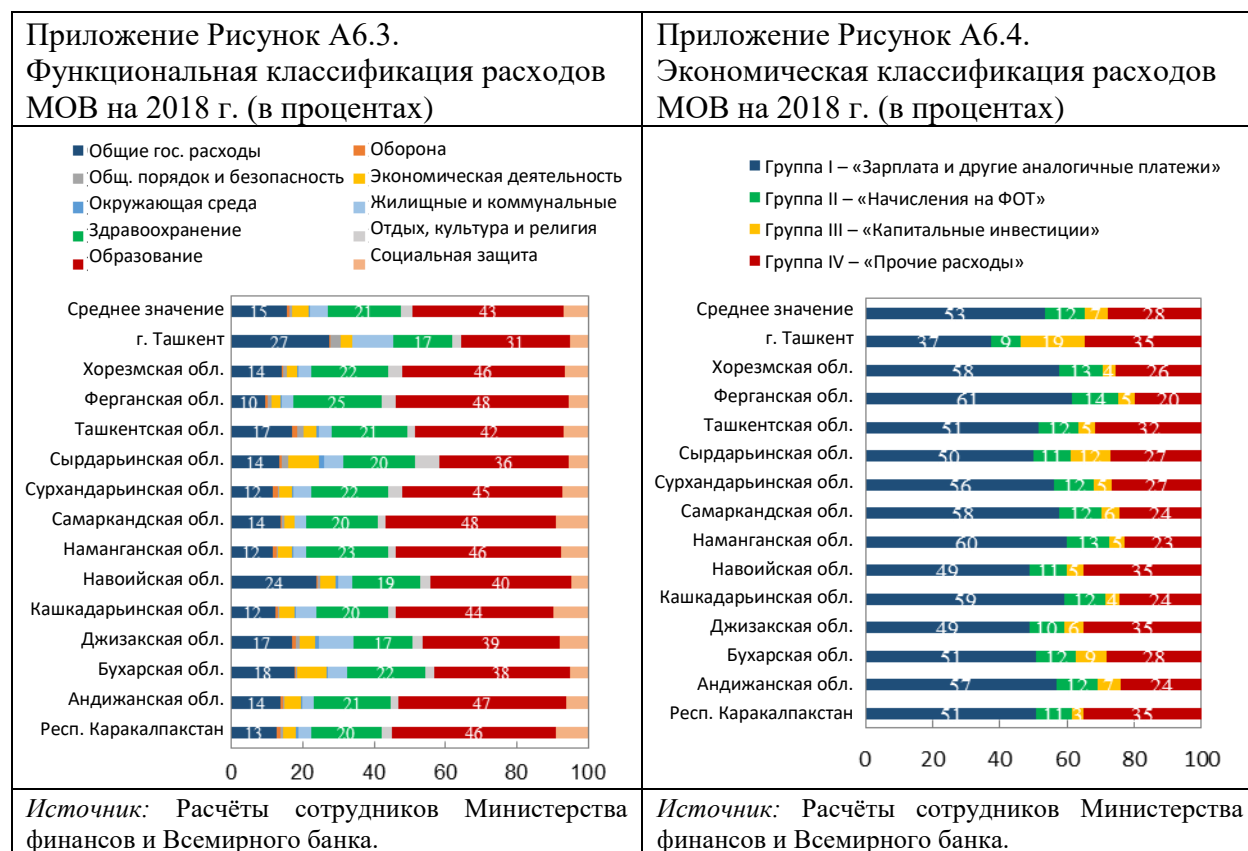 Приложение Рисунок А6.3.
Функциональная классификация расходов
МОВ на 2018 г. (в процентах)
Общие гос. расходы
Оборона
Общ. порядок и безопасность
Экономическая деятельность
Окружающая среда
Жилищные и коммунальные
Здравоохранение
Отдых, культура и религия
Образование
Социальная защита
Среднее значение 15 21 43
г. Ташкент 27 17 31
Хорезмская обл. 14 22 46
Ферганская обл. 10 25 48
Ташкентская обл. 17 21 42
Сырдарьинская обл. 14 20 36
Сурхандарьинская обл. 12 22 45
Самаркандская обл. 14 20 48
Наманганская обл. 12 23 46
Навоийская обл. 24 19 40
Кашкадарьинская обл. 12 20 44
Джизакская обл. 17 17 39
Бухарская обл. 18 22 38
Андижанская обл. 14 21 47
Респ. Каракалпакстан 13 20 46
0 20 40 60 80 100
Источник: Расчёты сотрудников Министерства
финансов и Всемирного банка.
Приложение Рисунок А6.4.
Экономическая классификация расходов
МОВ на 2018 г. (в процентах)
Группа I – «Зарплата и другие аналогичные платежи»
Группа II – «Начисления на ФОТ»
Группа III – «Капитальные инвестиции»
Группа IV – «Прочие расходы»
Среднее значение 53 12 7 28
г. Ташкент 37 9 19 35
Хорезмская обл. 58 13 4 26
Ферганская обл. 61 14 5 20
Ташкентская обл. 51 12 5 32
Сырдарьинская обл. 50 11 12 27
Сурхандарьинская обл. 56 12 5 27
Самаркандская обл. 58 12 6 24
Наманганская обл. 60 13 5 23
Навоийская обл. 49 11 5 35
Кашкадарьинская обл. 59 12 4 24
Джизакская обл. 49 10 6 35
Бухарская обл. 51 12 9 28
Андижанская обл. 57 12 7 24
Респ. Каракалпакстан 51 11 3 35
0 20 40 60 80 100
Источник: Расчёты сотрудников Министерства
финансов и Всемирного банка.